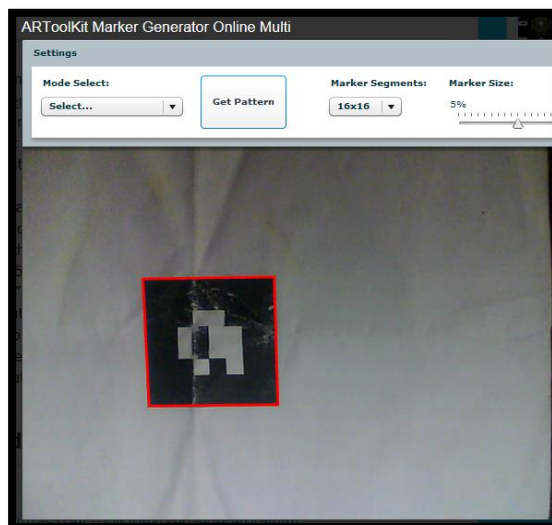 ARToolKit Marker Generator Online Multi
Settings
Mode Select:
Marker Segments:
Marker Size:
Select...
Get Pattern
16x16
5%